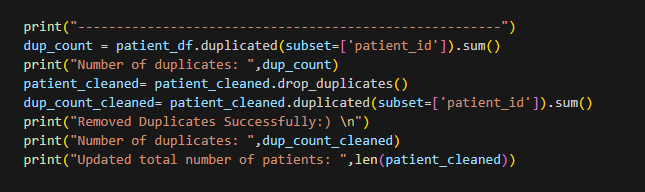 print("--------------------------------------------------------")
dup_count = patient_df.duplicated(subset=['patient_id']).sum()
print("Number of duplicates: ",dup_count)
patient_cleaned= patient_cleaned.drop_duplicates()
dup_count_cleaned= patient_cleaned.duplicated(subset=['patient_id']).sum()
print("Removed Duplicates Successfully:) \n")
print("Number of duplicates: ",dup_count_cleaned)
print("Updated total number of patients: ",len(patient_cleaned))